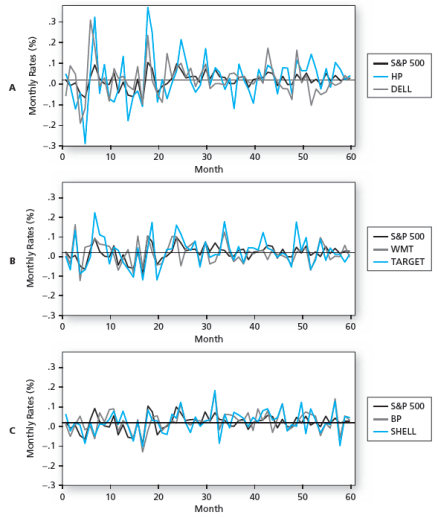 .3
.2
.1
.0
.1
.2
-.3
Monthly Rates (%)
A
0
10
20
30
40
50
60
Month
S&P 500
HP
DELL
.3
.2
.1
.0
.1
.2
.3
Monthly Rates (%)
B
0
10
20
30
40
50
60
Month
S&P 500
WMT
TARGET
.3
.2
.1
.0
.1
.2
.3
Monthly Rates (%)
C
0
10
20
30
40
50
60
Month
S&P 500
BP
SHELL